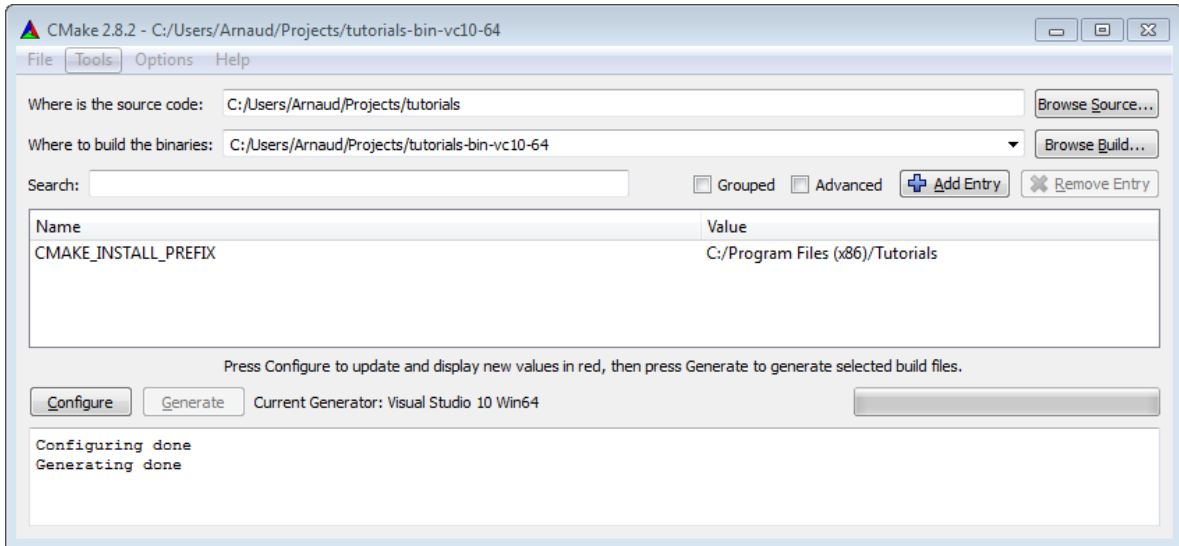 CMake 2.8.2 - C:/Users/Arnaud/Projects/tutorials-bin-vc10-64
File Tools Options Help
Where is the source code: C:/Users/Arnaud/Projects/tutorials Browse Source...
Where to build the binaries: C:/Users/Arnaud/Projects/tutorials-bin-vc10-64 Browse Build...
Search: Grouped Advanced Add Entry Remove Entry
Name Value
CMAKE_INSTALL_PREFIX C:/Program Files (x86)/Tutorials
Press Configure to update and display new values in red, then press Generate to generate selected build files.
Configure Generate Current Generator: Visual Studio 10 Win64
Configuring done
Generating done